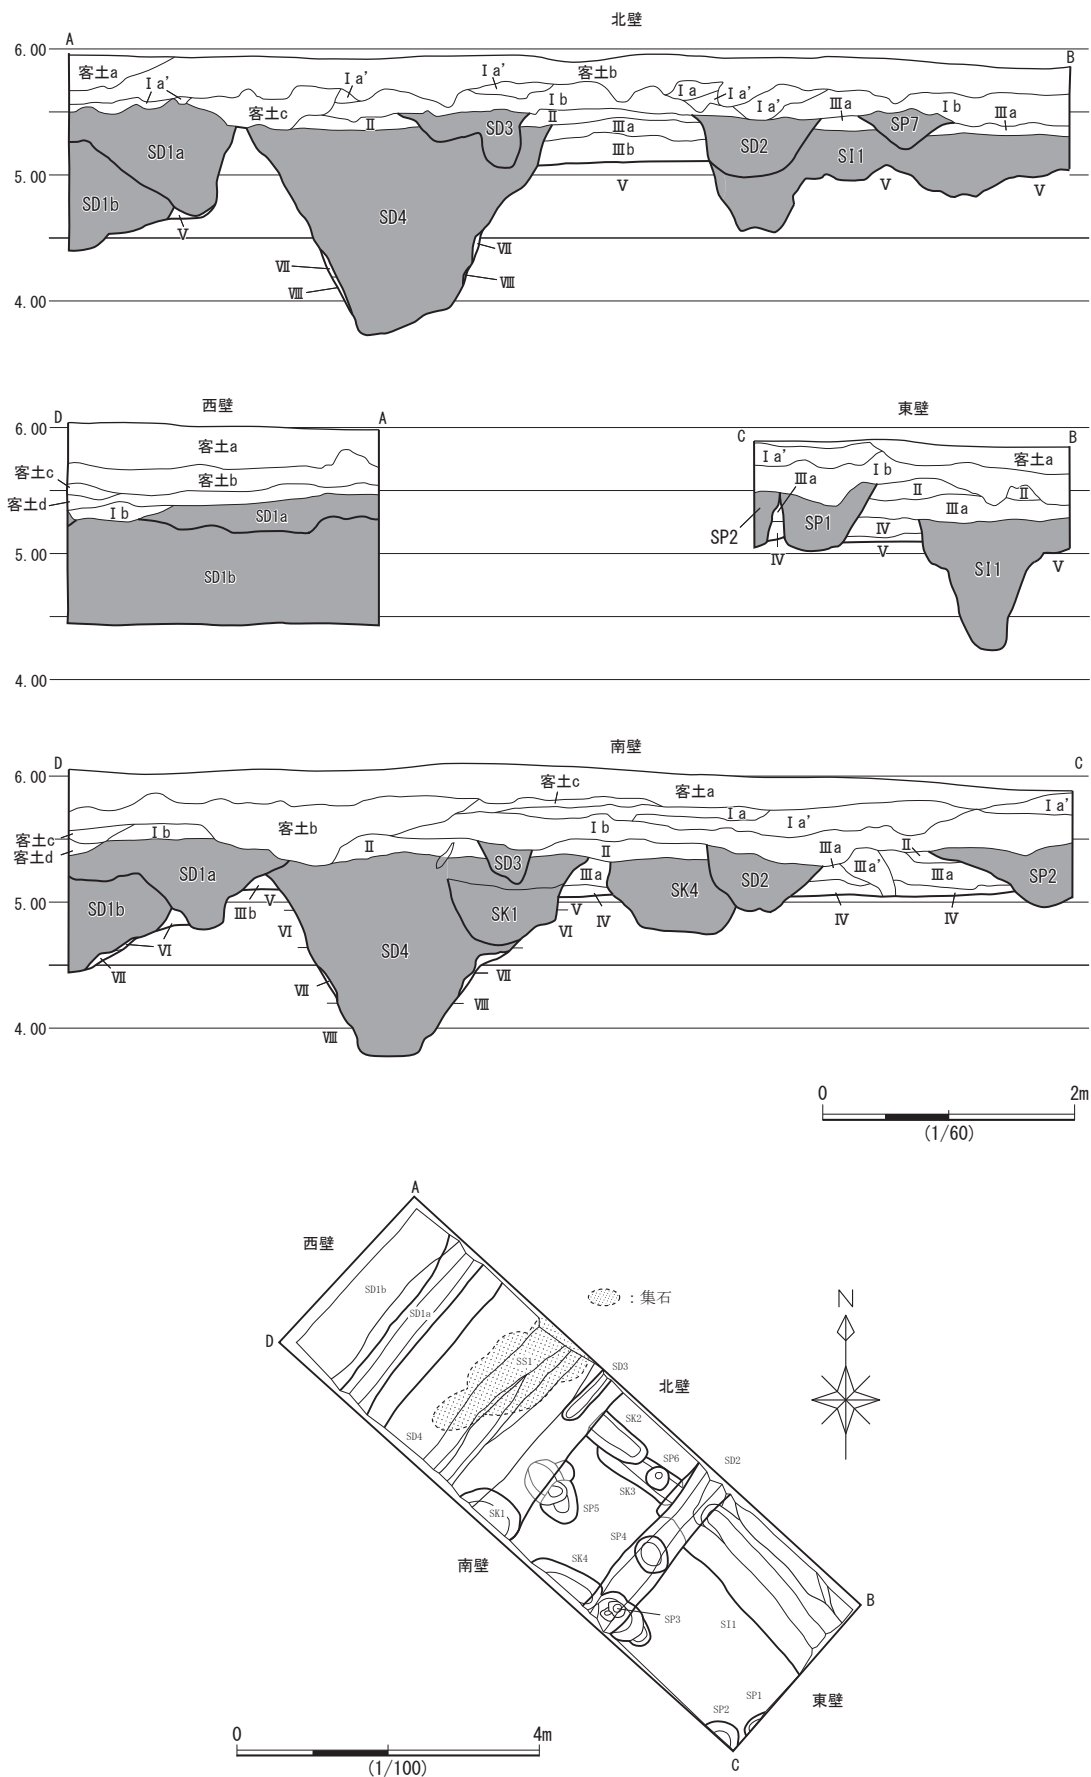 北壁
A
B
6.00
5.00
4.00
客土a
Ⅰa'
客土c
Ⅰa'
Ⅰa'
客土b
Ⅰb
Ⅰa
Ⅰa'
Ⅰa'
Ⅲa
Ⅰb
Ⅲa
Ⅱ
Ⅱ
Ⅲa
Ⅲb
Ⅴ
SD1a
SD1b
Ⅴ
SD4
SD3
SD2
SI1
SP7
Ⅴ
Ⅴ
Ⅶ
Ⅷ
Ⅶ
Ⅷ
西壁
D
A
6.00
5.00
4.00
客土a
客土c
客土b
客土d
Ⅰb
SD1a
SD1b
東壁
C
B
Ⅰa'
Ⅰb
客土a
Ⅲa
Ⅱ
Ⅱ
Ⅲa
SP1
SP2
Ⅳ
Ⅳ
Ⅴ
SI1
Ⅴ
南壁
D
C
6.00
5.00
4.00
客土c
客土a
Ⅰa
Ⅰa'
Ⅰa'
客土c
客土d
Ⅰb
客土b
Ⅰb
Ⅱ
Ⅱ
Ⅲa
Ⅱ
SD1a
SD3
Ⅲa
Ⅲa'
Ⅲa
SD1b
Ⅲb
Ⅴ
SK1
SK4
SD2
SP2
Ⅵ
Ⅵ
Ⅴ
Ⅳ
Ⅳ
Ⅳ
Ⅵ
Ⅶ
SD4
Ⅶ
Ⅶ
Ⅷ
Ⅷ
0
2m
(1/60)
A
西壁
D
SD1b
SD1a
SS1
: 集石
N
SD3
北壁
SD4
SK2
SP6
SD2
SK3
SK1
SP5
SP4
南壁
SK4
B
SP3
SI1
東壁
SP1
SP2
C
0
4m
(1/100)